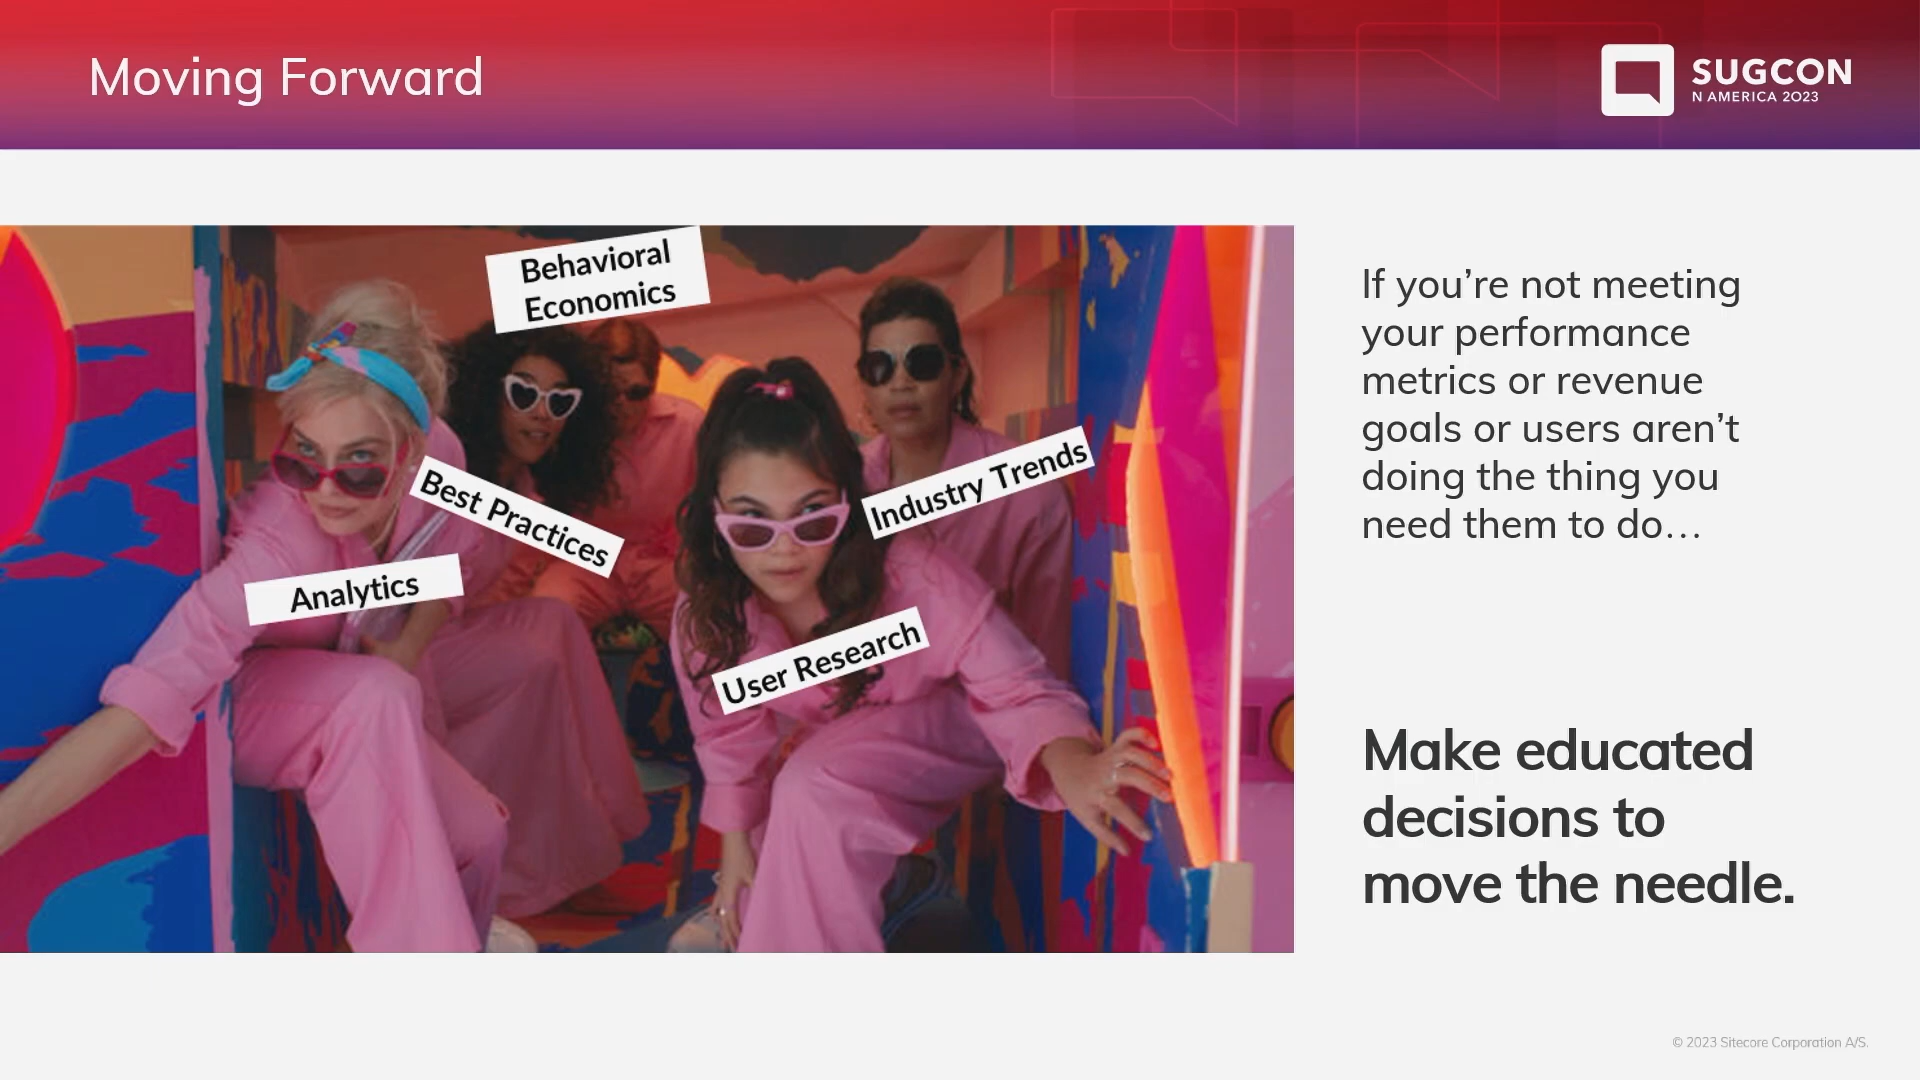 Moving Forward
SUGCON
N AMERICA 2023
Behavioral
Economics
Best Practices
Industry Trends
Analytics
User Research
If you’re not meeting
your performance
metrics or revenue
goals or users aren’t
doing the thing you
need them to do…
Make educated
decisions to
move the needle.
© 2023 Sitecore Corporation A/S.